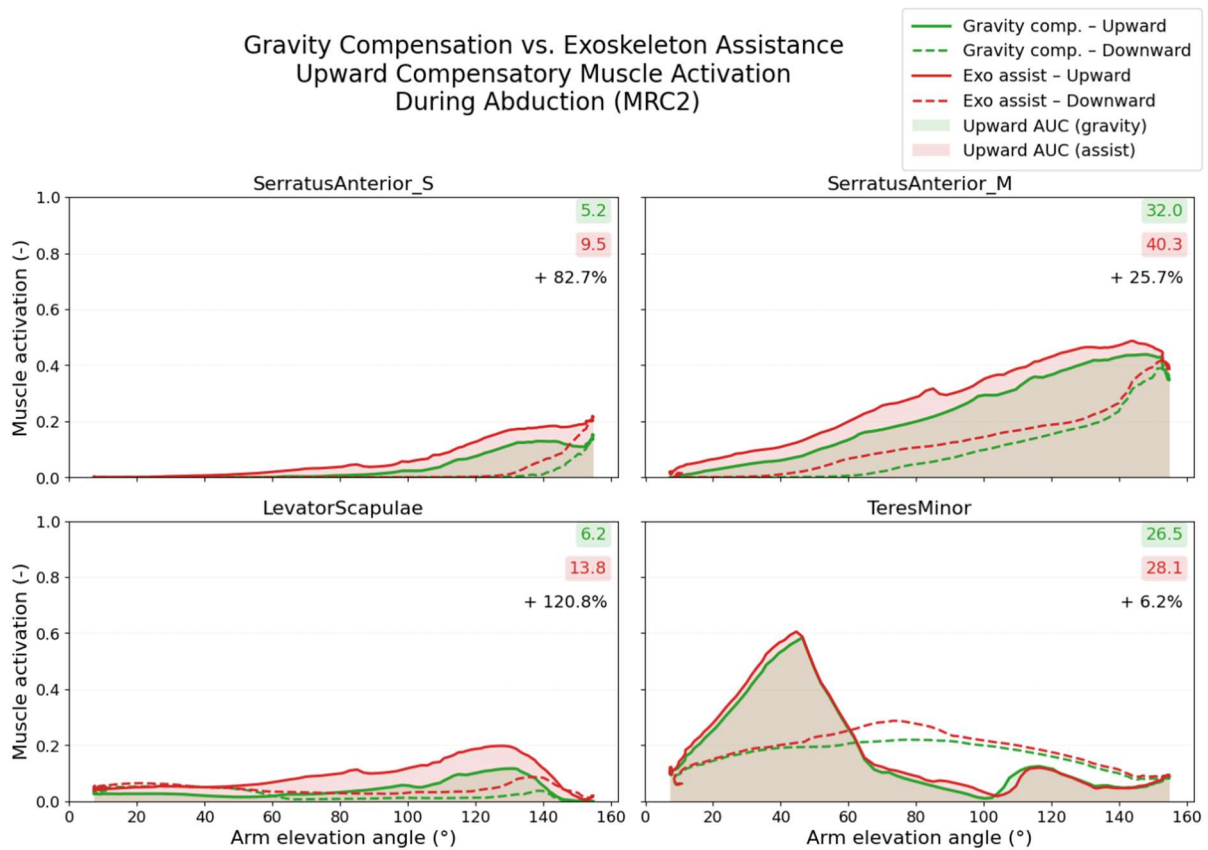 Gravity Compensation vs. Exoskeleton Assistance
Upward Compensatory Muscle Activation
During Abduction (MRC2)
Gravity comp. – Upward
Gravity comp. – Downward
Exo assist – Upward
Exo assist – Downward
Upward AUC (gravity)
Upward AUC (assist)
SerratusAnterior_S
5.2
9.5
+ 82.7%
Muscle activation (-)
1.0
0.8
0.6
0.4
0.2
0.0
SerratusAnterior_M
32.0
40.3
+ 25.7%
LevatorScapulae
6.2
13.8
+ 120.8%
Muscle activation (-)
1.0
0.8
0.6
0.4
0.2
0.0
0 20 40 60 80 100 120 140 160
Arm elevation angle (°)
TeresMinor
26.5
28.1
+ 6.2%
0 20 40 60 80 100 120 140 160
Arm elevation angle (°)